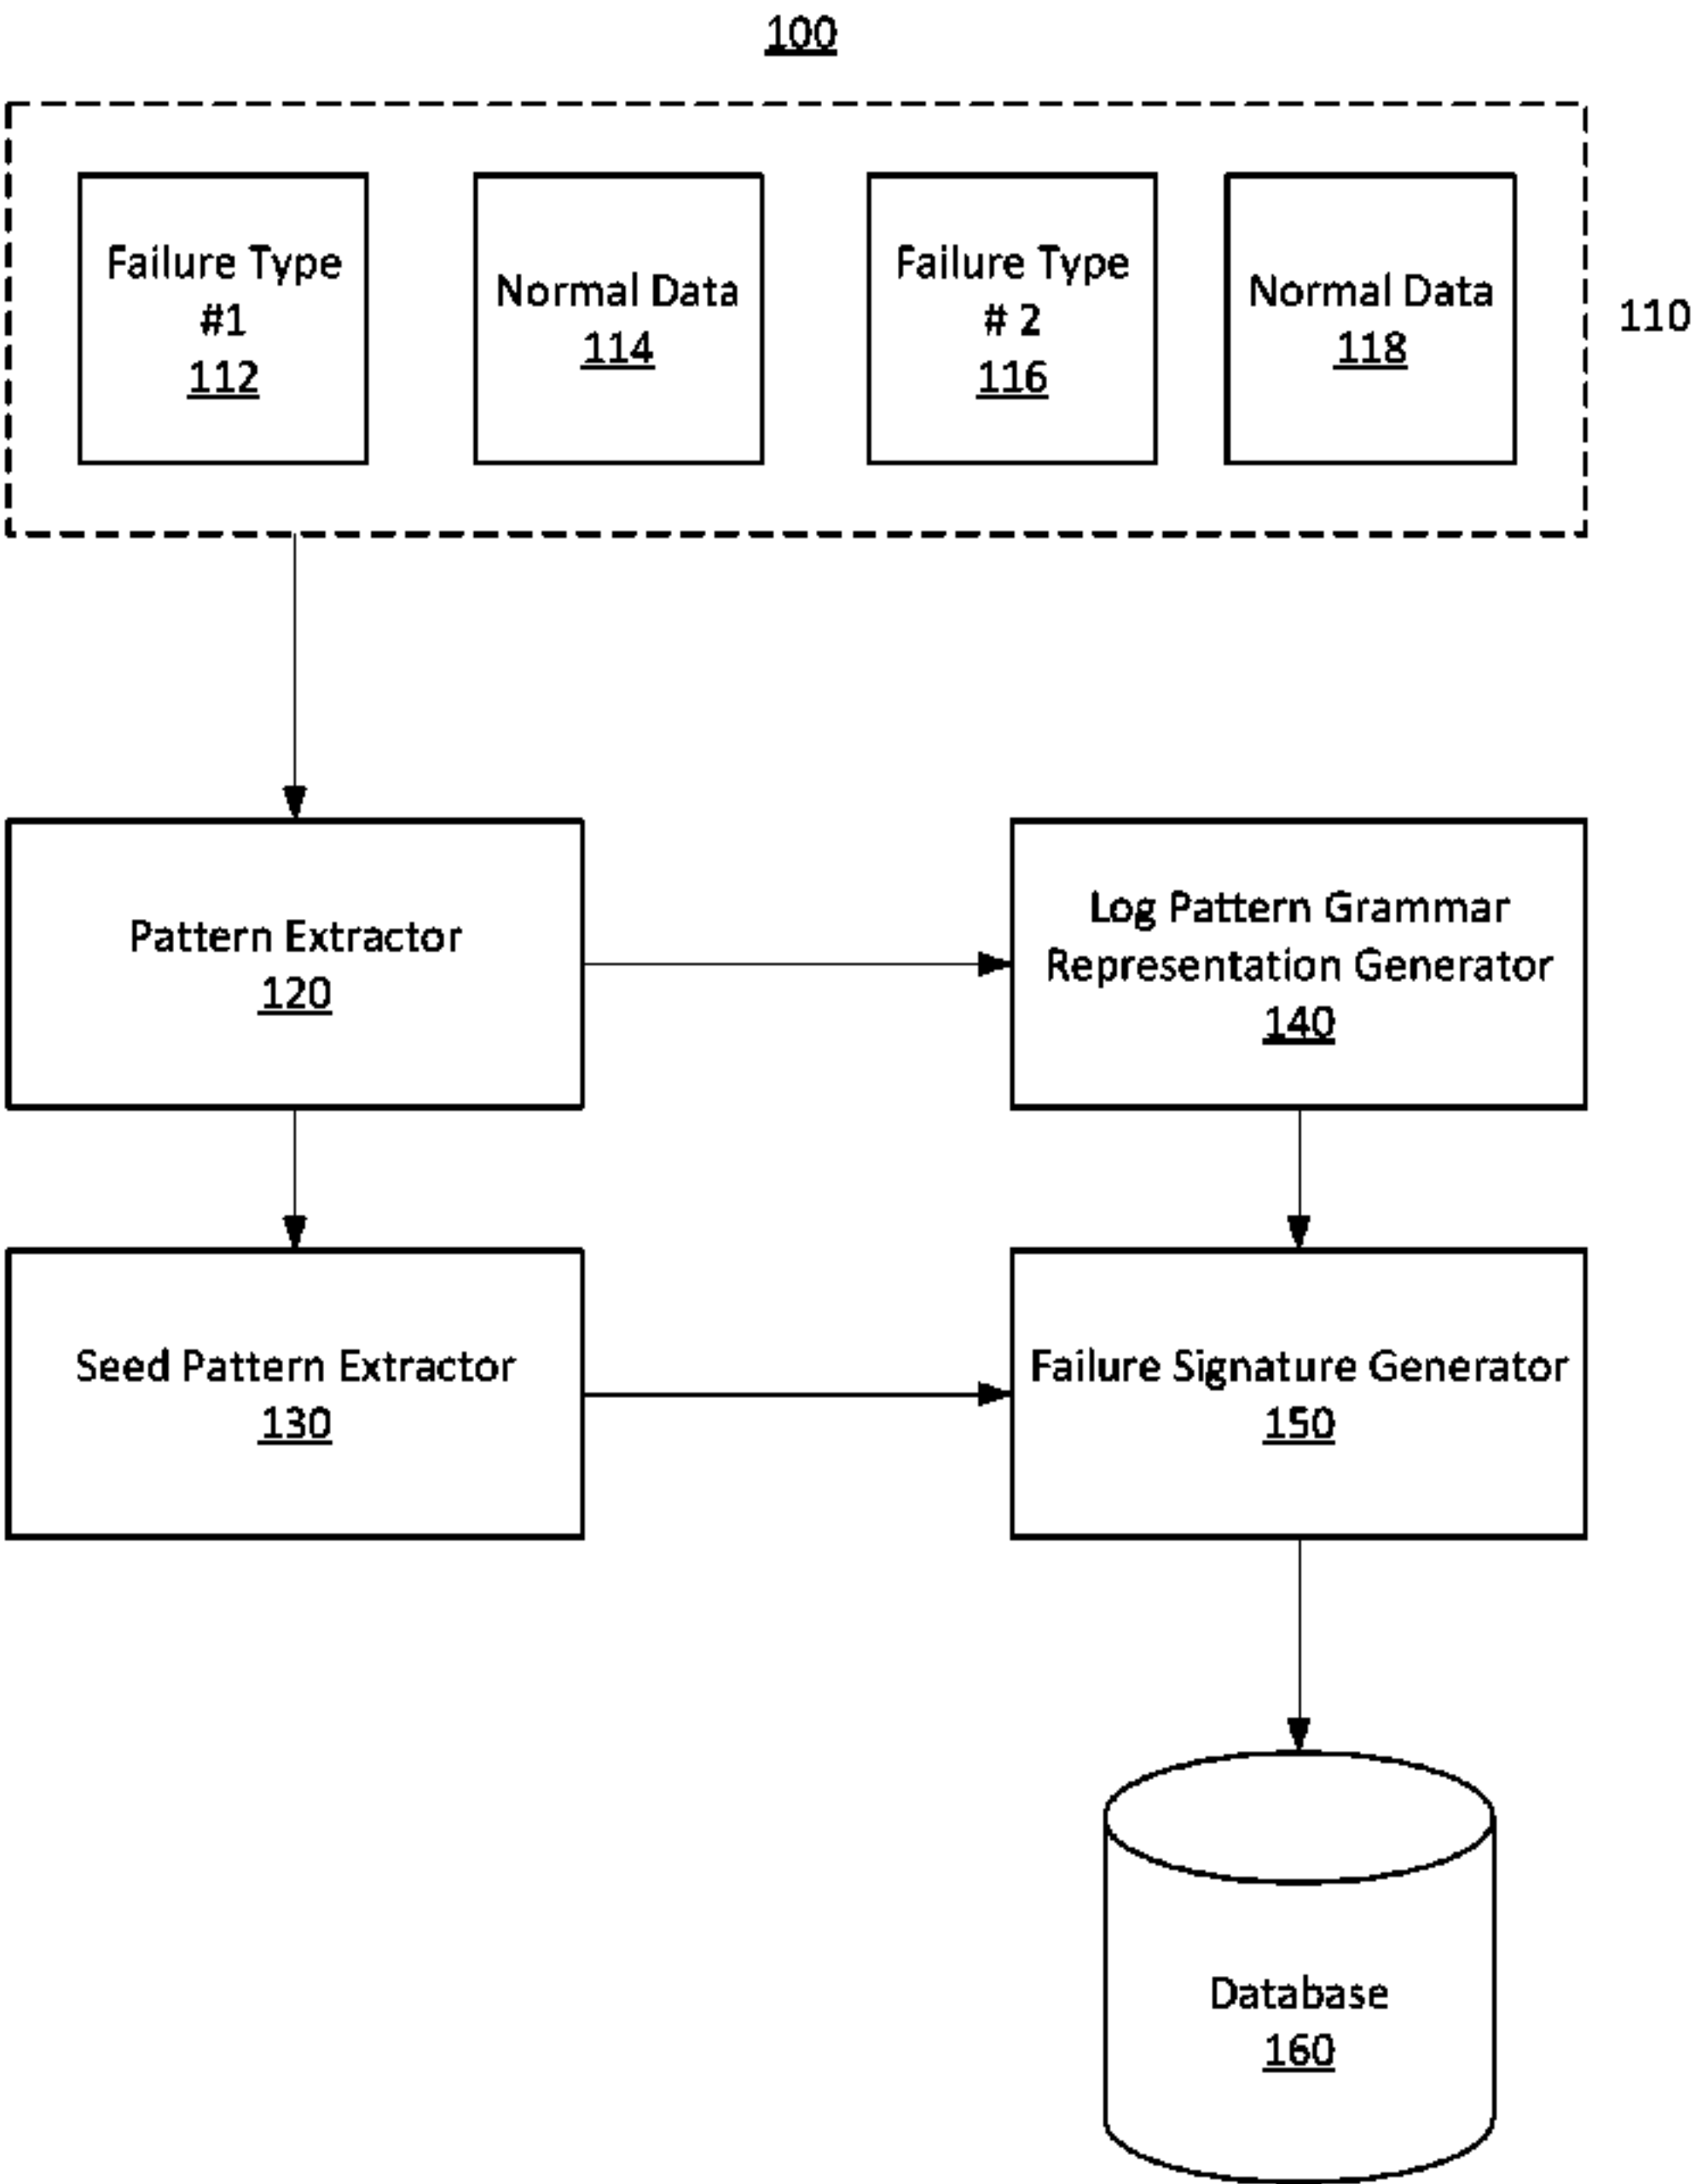 100
Failure Type
#1
112
Normal Data
114
Failure Type
# 2
116
Normal Data
118
110
Pattern Extractor
120
Log Pattern Grammar
Representation Generator
140
Seed Pattern Extractor
130
Failure Signature Generator
150
Database
160